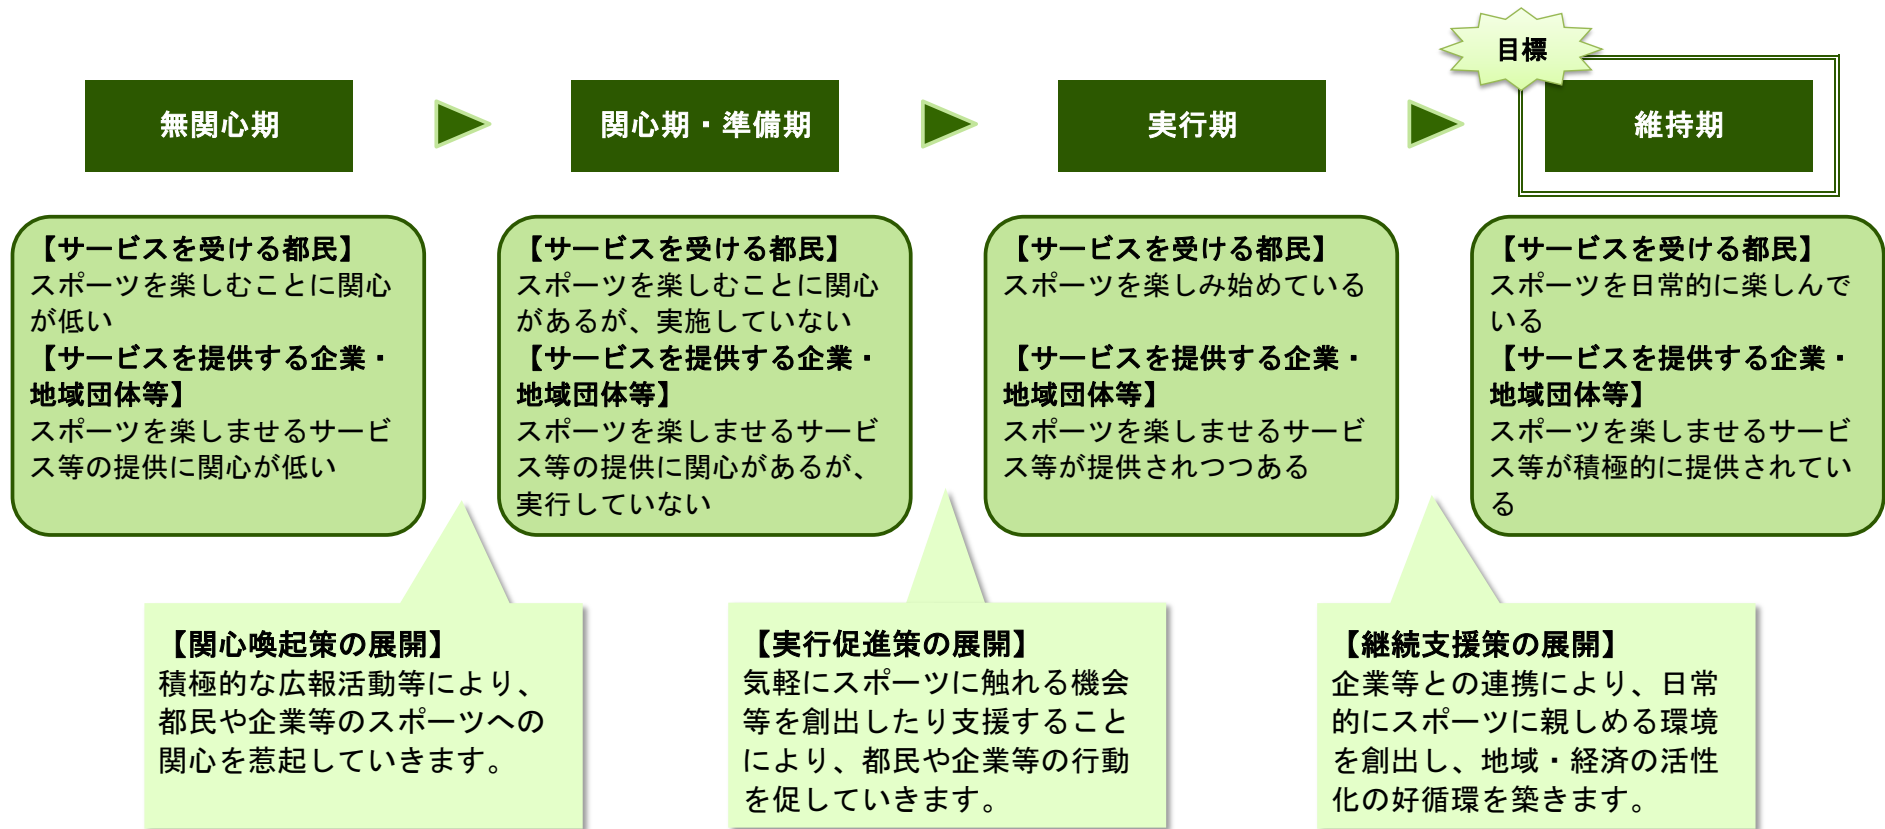 目標
無関心期
関心期・準備期
実行期
維持期
【サービスを受ける都民】
スポーツを楽しむことに関心
が低い
【サービスを提供する企業・
地域団体等】
スポーツを楽しませるサービ
ス等の提供に関心が低い
【サービスを受ける都民】
スポーツを楽しむことに関心
があるが、実施していない
【サービスを提供する企業・
地域団体等】
スポーツを楽しませるサービ
ス等の提供に関心があるが、
実行していない
【サービスを受ける都民】
スポーツを楽しみ始めている
【サービスを提供する企業・
地域団体等】
スポーツを楽しませるサービ
ス等が提供されつつある
【サービスを受ける都民】
スポーツを日常的に楽しんで
いる
【サービスを提供する企業・
地域団体等】
スポーツを楽しませるサービ
ス等が積極的に提供されてい
る
【関心喚起策の展開】
積極的な広報活動等により、
都民や企業等のスポーツへの
関心を惹起していきます。
【実行促進策の展開】
気軽にスポーツに触れる機会
等を創出したり支援すること
により、都民や企業等の行動
を促していきます。
【継続支援策の展開】
企業等との連携により、日常
的にスポーツに親しめる環境
を創出し、地域・経済の活性
化の好循環を築きます。